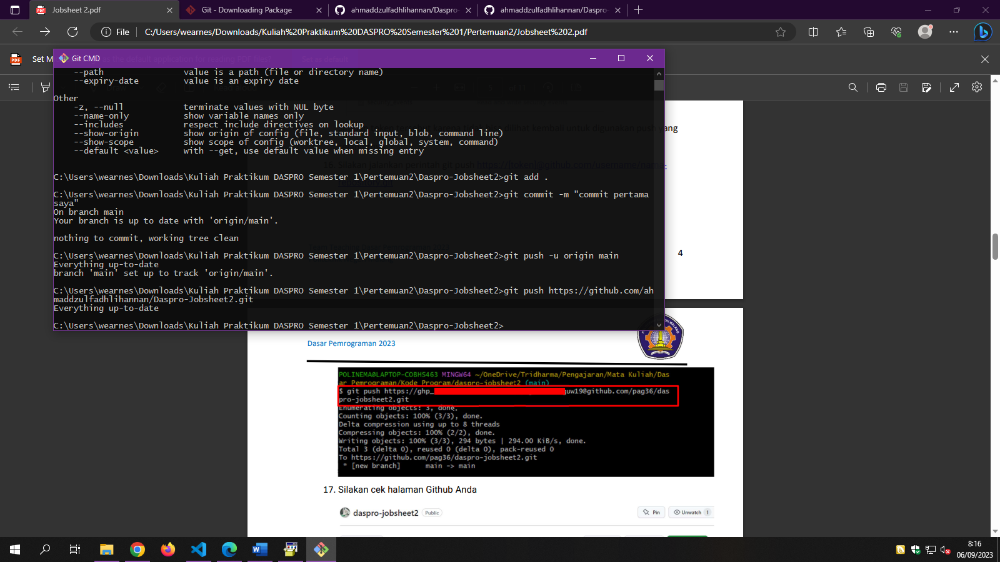 Jobsheet 2.pdf
Git - Downloading Package
ahmaddzulfadhlihannan/Daspro-
ahmaddzulfadhlihannan/Daspro-
File
C:/Users/wearnes/Downloads/Kuliah%20Praktikum%20DASPRO%20Semester%201/Pertemuan2/Jobsheet%202.pdf
Set M
Git CMD
--path value is a path (file or directory name)
--expiry-date value is an expiry date
Other
-z, --null terminate values with NUL byte
--name-only show variable names only
--includes respect include directives on lookup
--show-origin show origin of config (file, standard input, blob, command line)
--show-scope show scope of config (worktree, local, global, system, command)
--default <value> with --get, use default value when missing entry
yang
16. Silakan jalankan perintah git push https://[token]@github.com/username/nama-
C:\Users\wearnes\Downloads\Kuliah Praktikum DASPRO Semester 1\Pertemuan2\Daspro-Jobsheet2>git add .
C:\Users\wearnes\Downloads\Kuliah Praktikum DASPRO Semester 1\Pertemuan2\Daspro-Jobsheet2>git commit -m "commit pertama
saya"
On branch main
Your branch is up to date with 'origin/main'.
nothing to commit, working tree clean
C:\Users\wearnes\Downloads\Kuliah Praktikum DASPRO Semester 1\Pertemuan2\Daspro-Jobsheet2>git push -u origin main
Everything up-to-date
branch 'main' set up to track 'origin/main'.
C:\Users\wearnes\Downloads\Kuliah Praktikum DASPRO Semester 1\Pertemuan2\Daspro-Jobsheet2>git push https://github.com/ah
maddzulfadhlihannan/Daspro-Jobsheet2.git
Everything up-to-date
C:\Users\wearnes\Downloads\Kuliah Praktikum DASPRO Semester 1\Pertemuan2\Daspro-Jobsheet2>
4
Dasar Pemrograman 2023
POLINEMA@LAPTOP-COBHS463 MINGW64 ~/OneDrive/Tridharma/Pengajaran/Mata Kuliah/Das
ar Pemrograman/Kode Program/daspro-jobsheet2 (main)
$ git push https://ghp_ guw19@github.com/pag36/das
pro-jobsheet2.git
Enumerating objects: 3, done.
Counting objects: 100% (3/3), done.
Delta compression using up to 8 threads
Compressing objects: 100% (2/2), done.
Writing objects: 100% (3/3), 294 bytes | 294.00 KiB/s, done.
Total 3 (delta 0), reused 0 (delta 0), pack-reused 0
To https://github.com/pag36/daspro-jobsheet2.git
* [new branch] main -> main
17. Silakan cek halaman Github Anda
daspro-jobsheet2 Public
Pin
Unwatch 1
8:16
06/09/2023